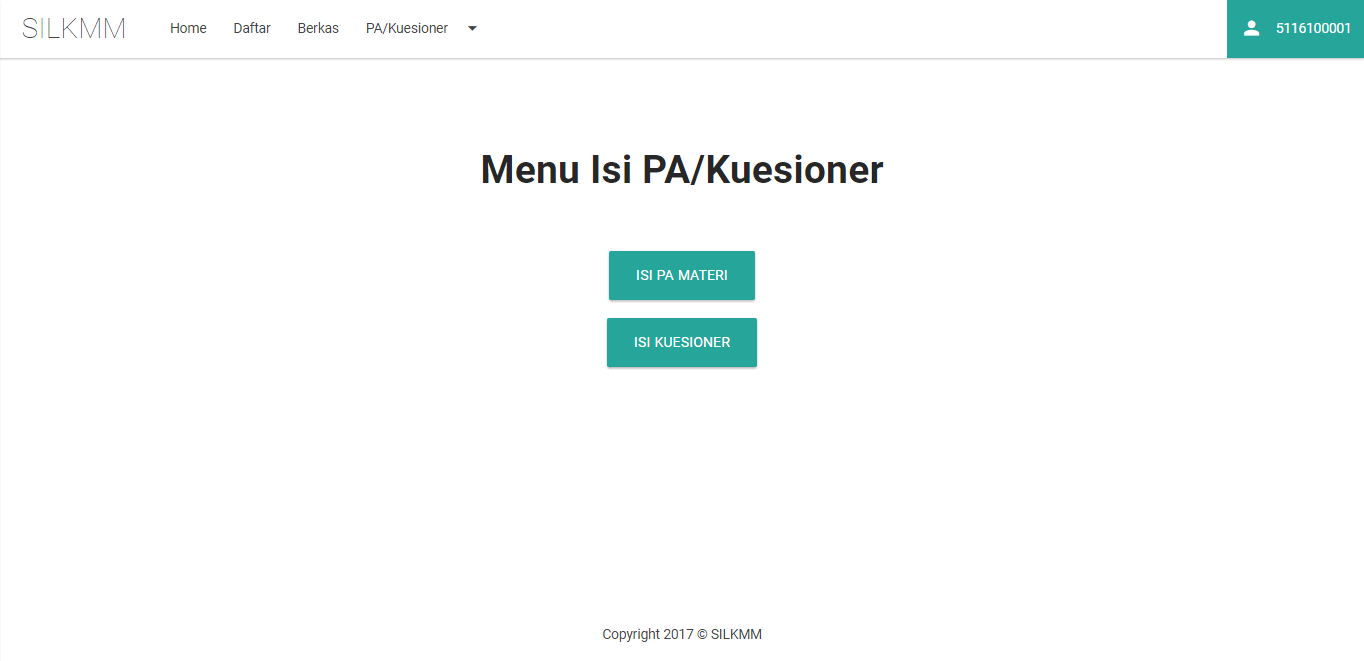 SILKMM Home Daftar Berkas PA/Kuesioner 5116100001
Menu Isi PA/Kuesioner
ISI PA MATERI
ISI KUESIONER
Copyright 2017 © SILKMM